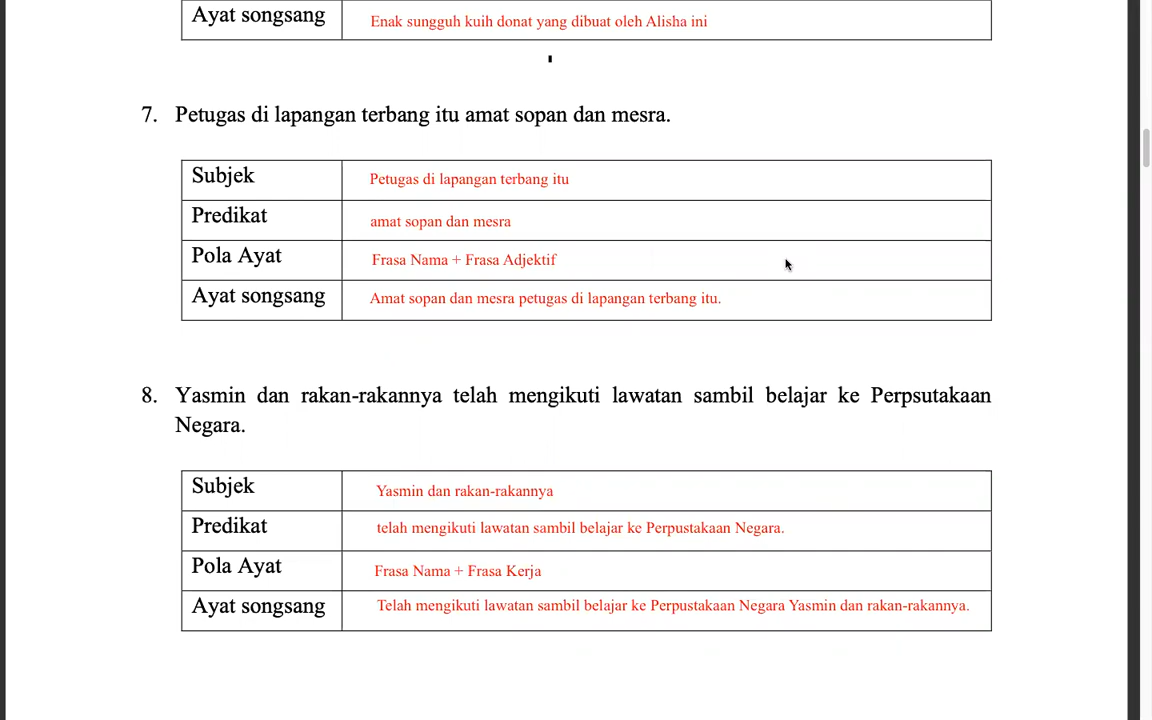 Ayat songsang Enak sungguh kuih donat yang dibuat oleh Alisha ini
7. Petugas di lapangan terbang itu amat sopan dan mesra.
Subjek Petugas di lapangan terbang itu
Predikat amat sopan dan mesra
Pola Ayat Frasa Nama + Frasa Adjektif
Ayat songsang Amat sopan dan mesra petugas di lapangan terbang itu.
8. Yasmin dan rakan-rakannya telah mengikuti lawatan sambil belajar ke Perpsutakaan
Negara.
Subjek Yasmin dan rakan-rakannya
Predikat telah mengikuti lawatan sambil belajar ke Perpustakaan Negara.
Pola Ayat Frasa Nama + Frasa Kerja
Ayat songsang Telah mengikuti lawatan sambil belajar ke Perpustakaan Negara Yasmin dan rakan-rakannya.